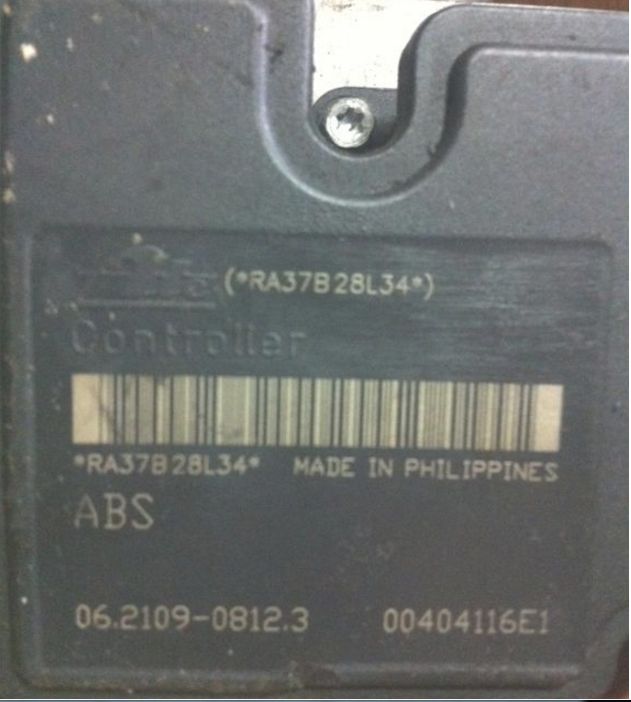 (*RA37B28L34*)
Controller
*RA37B28L34* MADE IN PHILIPPINES
ABS
06.2109-0812.3 00404116E1